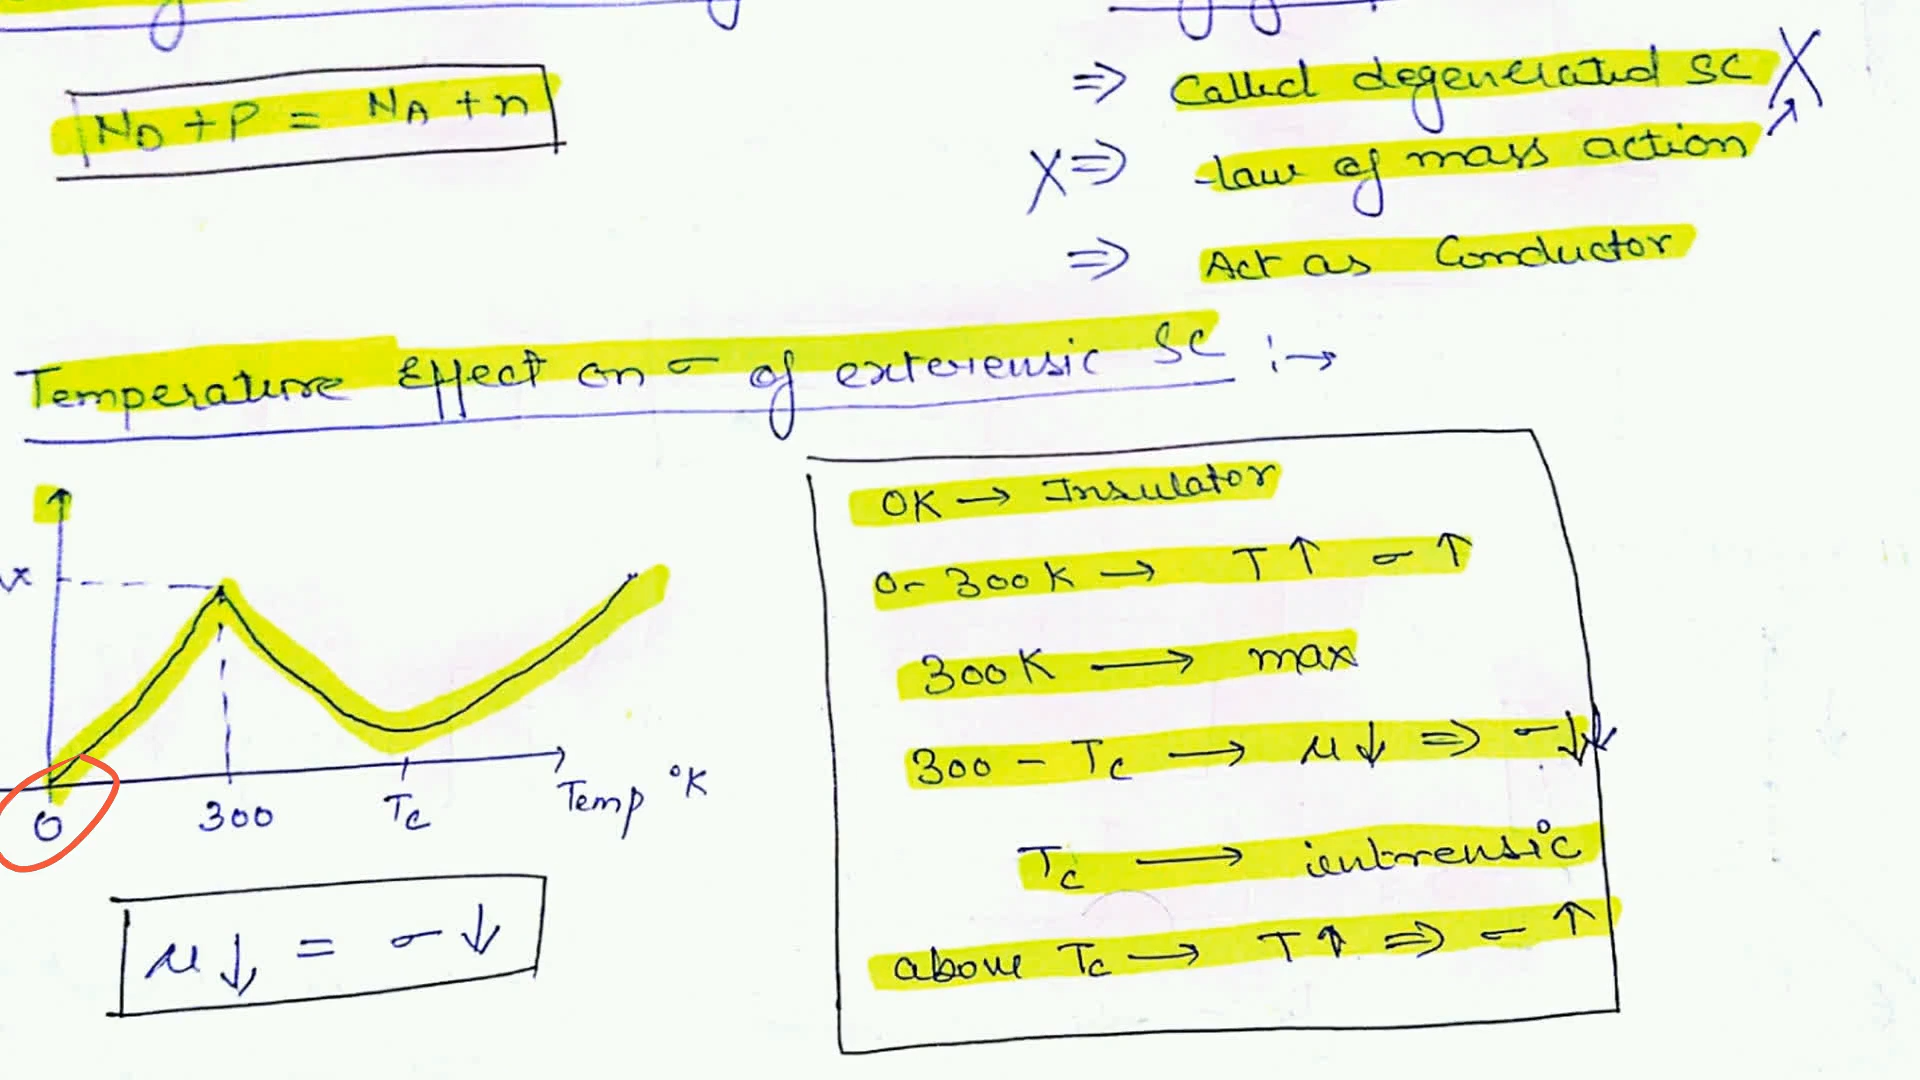 N_D + P = N_A + n
⇒ Called degenerated SC X
X ⇒ law of mass action
⇒ Act as Conductor
Temperature Effect on σ of exterensic SC :→
0K → Insulator
0 - 300K → T↑ σ↑
300K → max
300 - Tc → μ↓ ⇒ σ↓↓
Tc → intrensic
above Tc → T↑ ⇒ σ↑
0 300 Tc Temp °K
μ↓ = σ↓